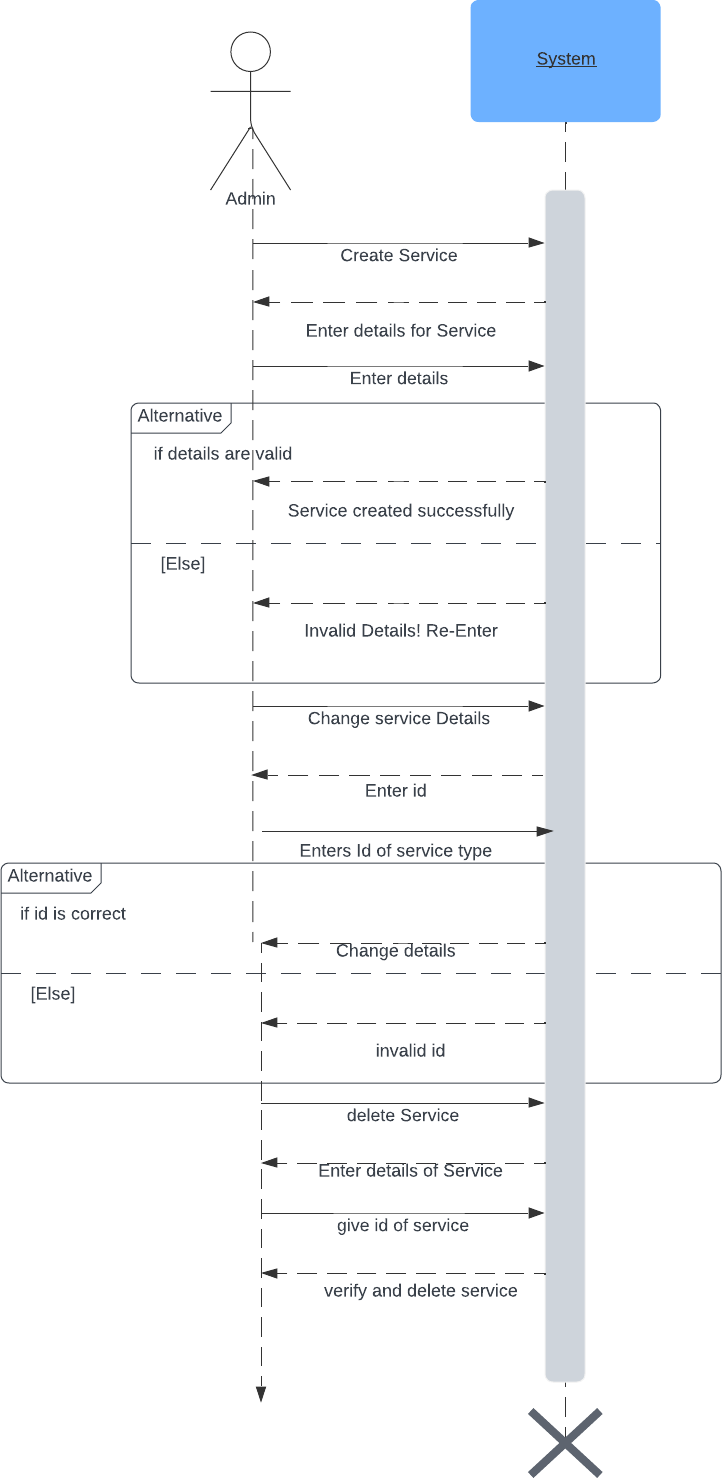 System
Admin
Create Service
Enter details for Service
Enter details
Alternative
if details are valid
Service created successfully
[Else]
Invalid Details! Re-Enter
Change service Details
Enter id
Enters Id of service type
Alternative
if id is correct
Change details
[Else]
invalid id
delete Service
Enter details of Service
give id of service
verify and delete service